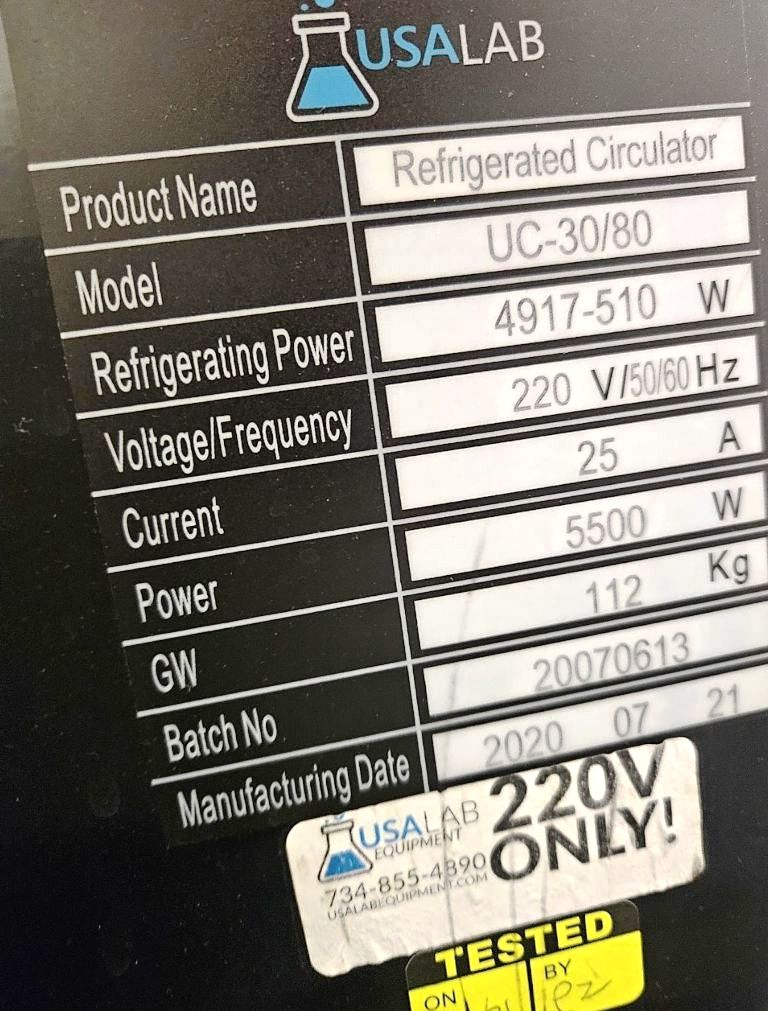 USALAB
Product Name Refrigerated Circulator
Model UC-30/80
Refrigerating Power 4917-510 W
Voltage/Frequency 220 V/50/60 Hz
Current 25 A
Power 5500 W
GW 112 Kg
Batch No 20070613
Manufacturing Date 2020 07 21
USALAB
EQUIPMENT
734-855-4890
USALABEQUIPMENT.COM
220V
ONLY!
TESTED
ON
BY